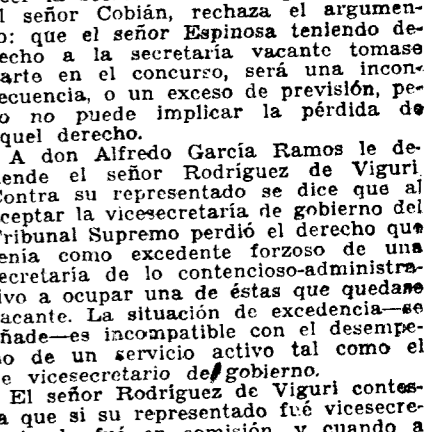 l señor Cobián, rechaza el argumen-
o: que el señor Espinosa teniendo de-
echo a la secretaría vacante tomase
arte en el concurso, será una incon-
ecuencia, o un exceso de previsión, pe-
o no puede implicar la pérdida de
quel derecho.
A don Alfredo García Ramos le de-
ende el señor Rodríguez de Viguri
Contra su representado se dice que al
ceptar la vicesecretaría de gobierno del
Tribunal Supremo perdió el derecho que
enía como excedente forzoso de una
ecretaría de lo contencioso-administra-
ivo a ocupar una de éstas que quedase
acante. La situación de excedencia—se
ñade—es incompatible con el desempe-
o de un servicio activo tal como el
e vicesecretario de gobierno.
El señor Rodríguez de Viguri contes-
a que si su representado fué vicesecre-
fué en comisión, y cuando a